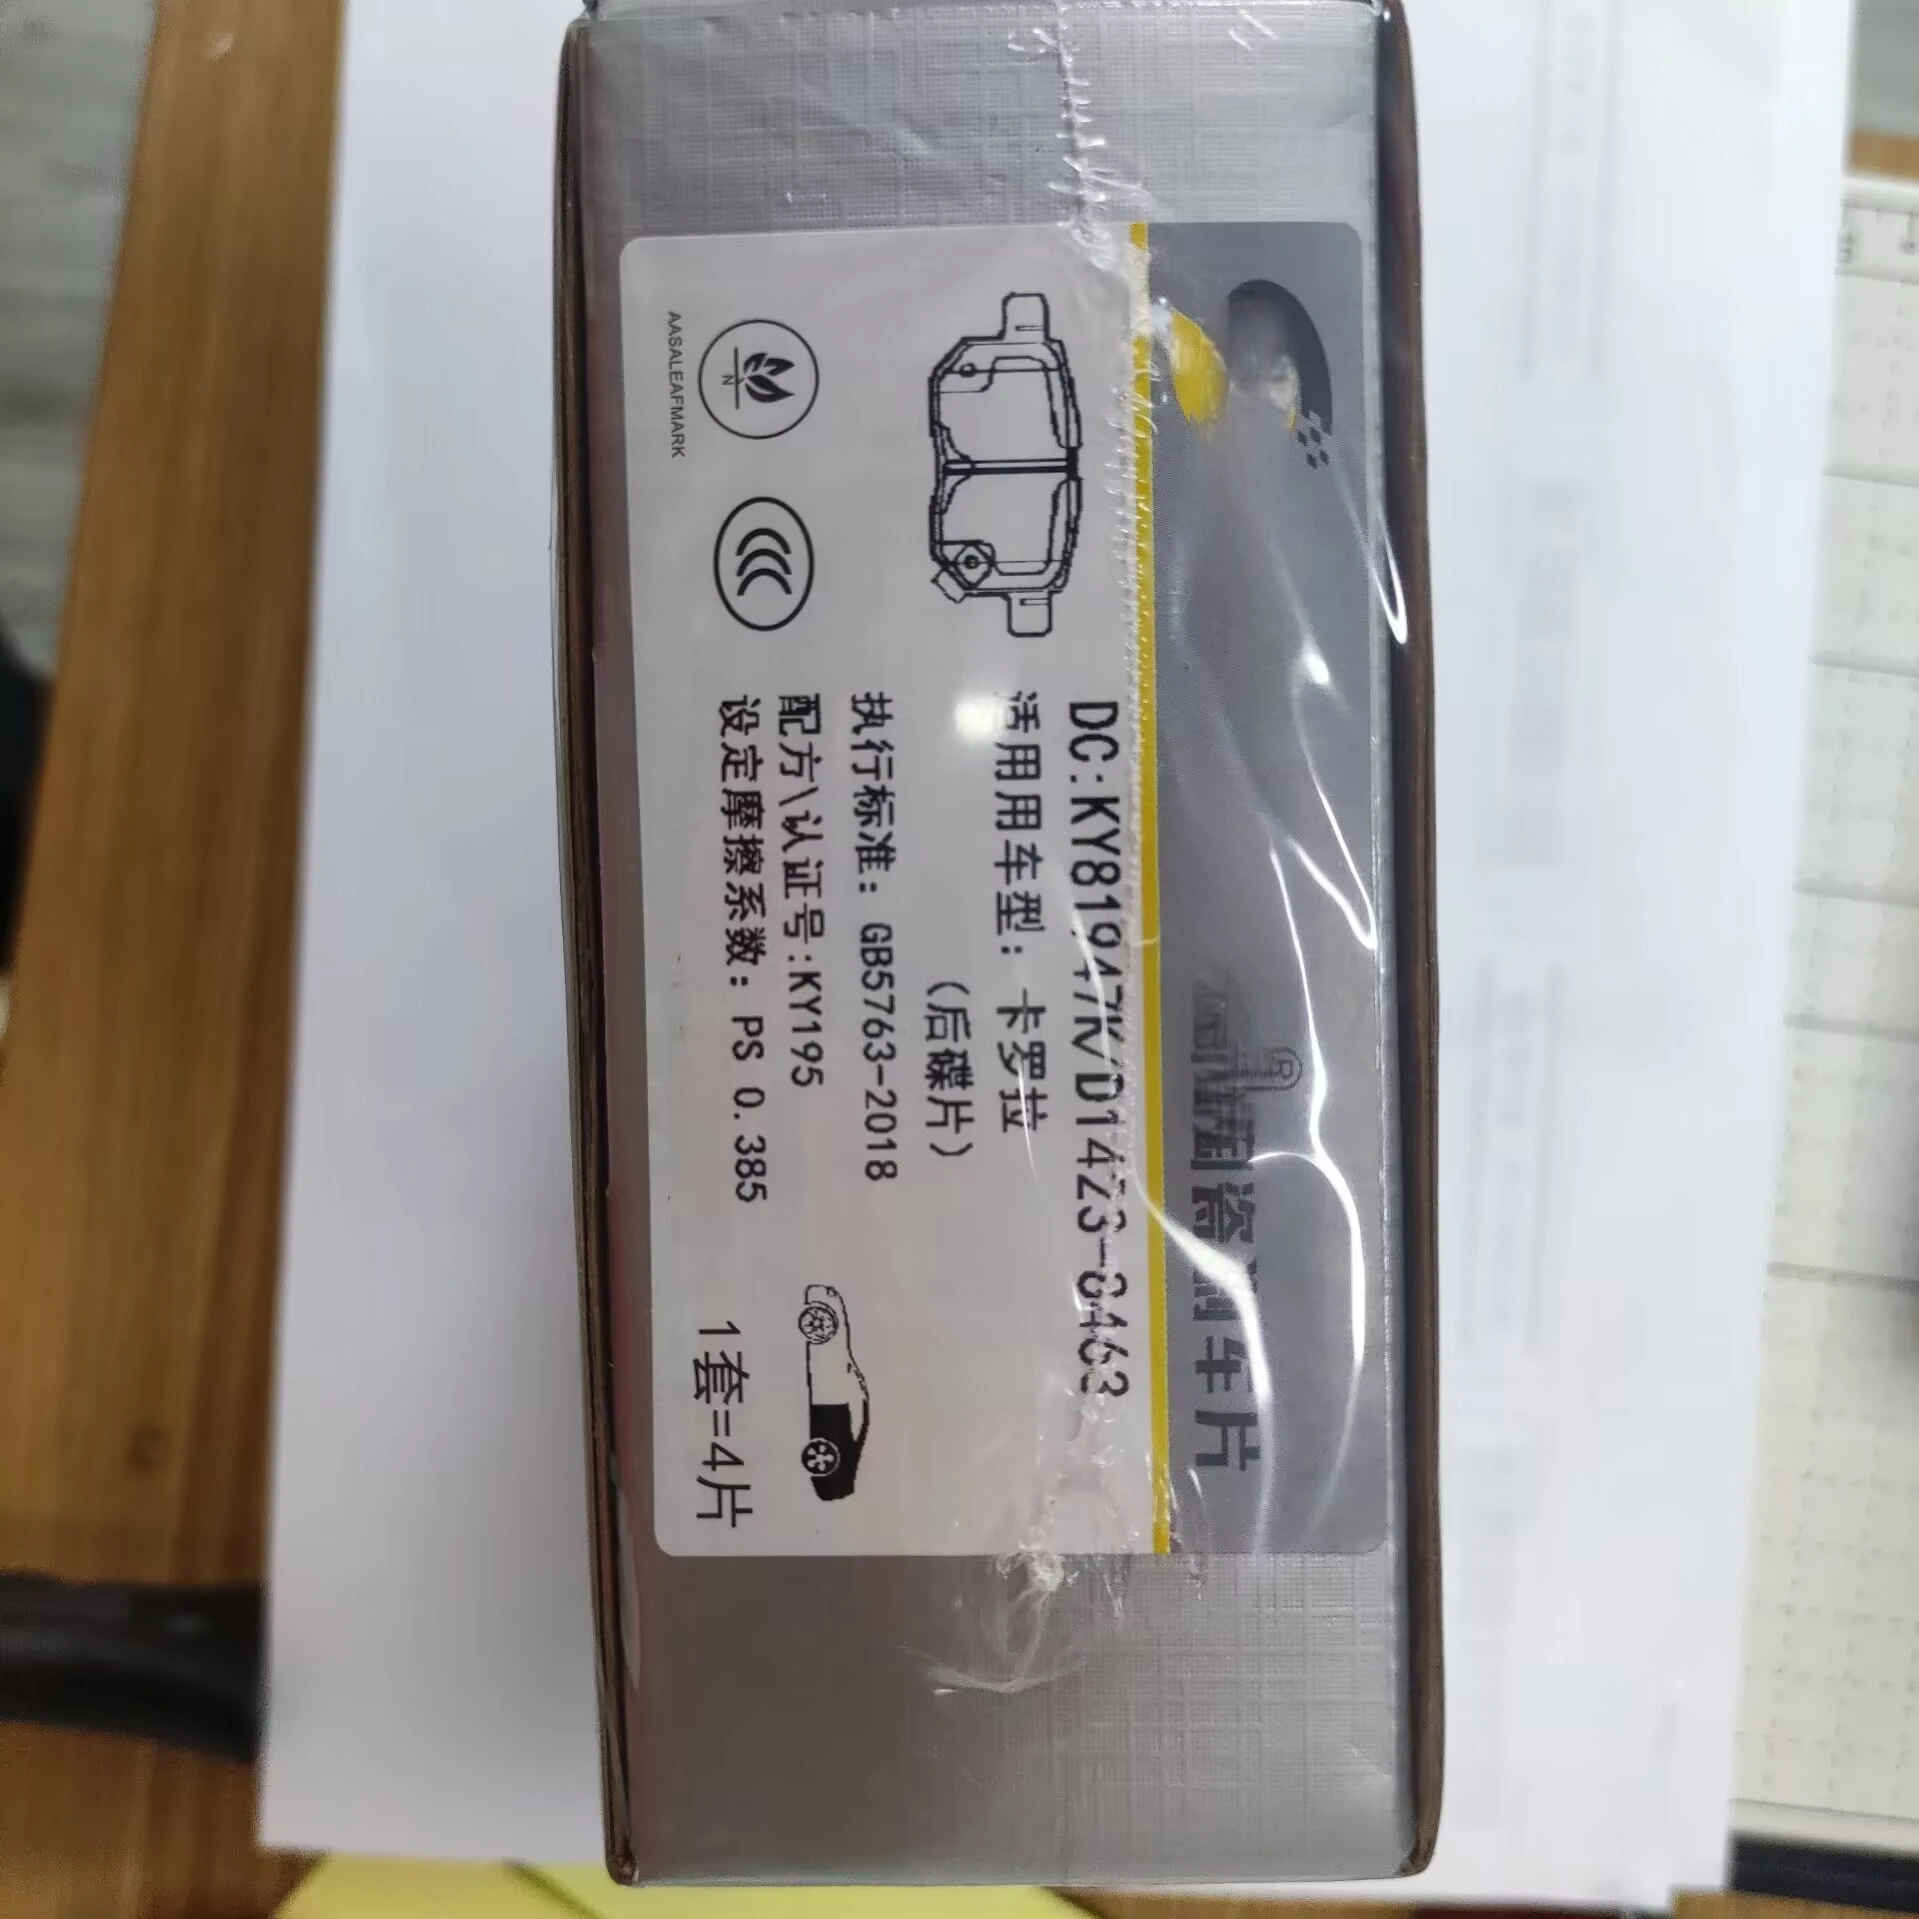 陶瓷刹车片
DC:KY81947K/D1423-8463
适用用车型：卡罗拉
（后碟片）
执行标准：GB5763-2018
配方\认证号:KY195
设定摩擦系数：PS 0.385
1套=4片
N
AASALEAFMARK